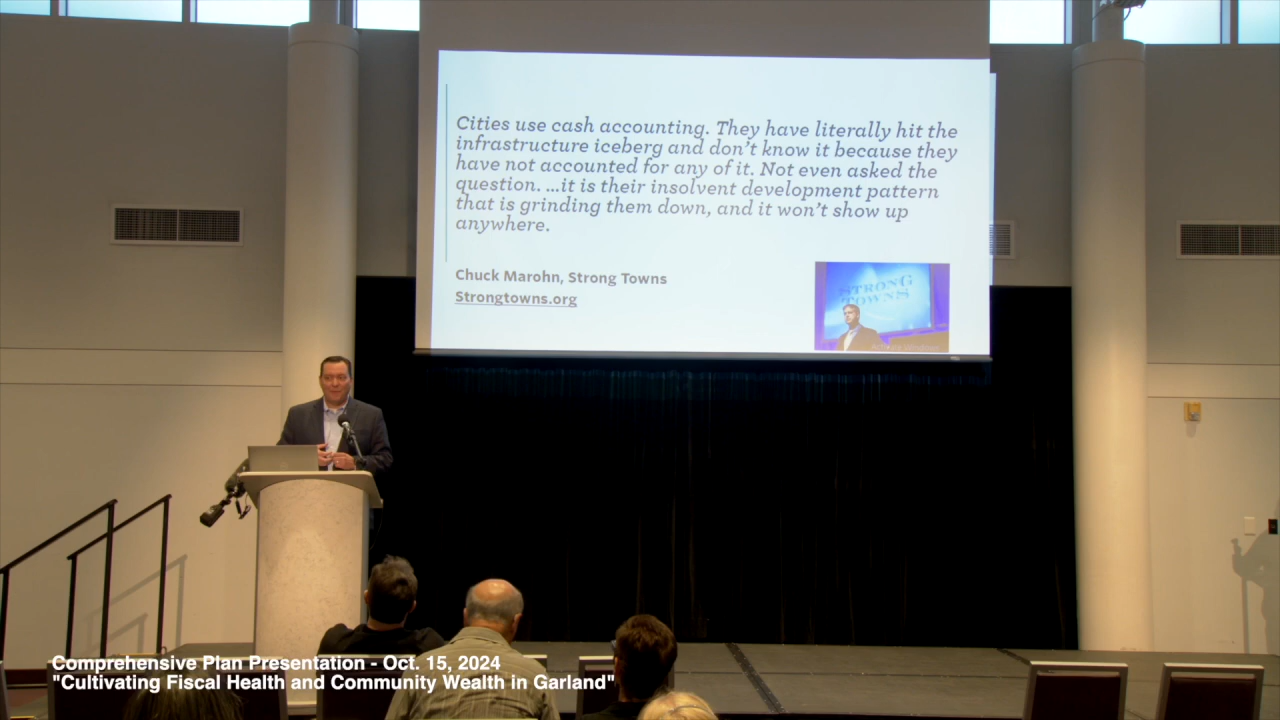 Cities use cash accounting. They have literally hit the
infrastructure iceberg and don't know it because they
have not accounted for any of it. Not even asked the
question. ...it is their insolvent development pattern
that is grinding them down, and it won't show up
anywhere.
Chuck Marohn, Strong Towns
Strongtowns.org
STRONG
TOWNS
Comprehensive Plan Presentation - Oct. 15, 2024
"Cultivating Fiscal Health and Community Wealth in Garland"